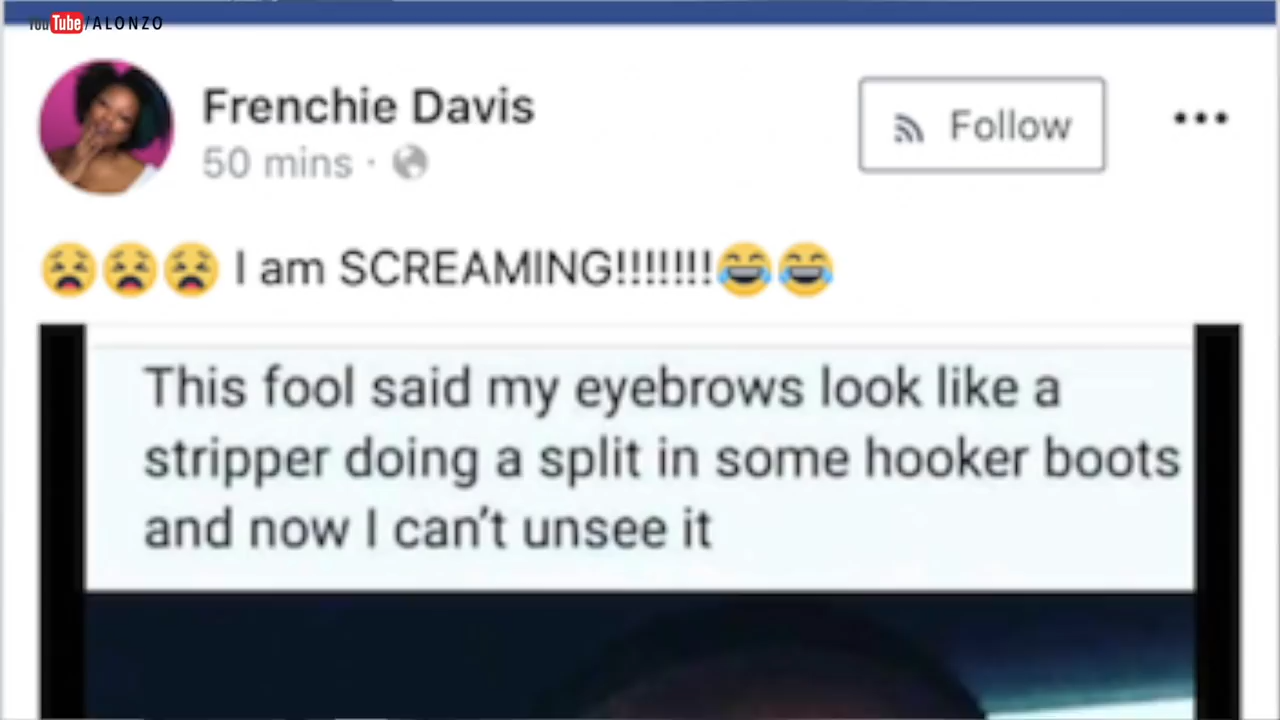 YouTube/ALONZO
Frenchie Davis
50 mins ·
Follow
😫😫😫 I am SCREAMING!!!!!!!😂😂
This fool said my eyebrows look like a
stripper doing a split in some hooker boots
and now I can't unsee it